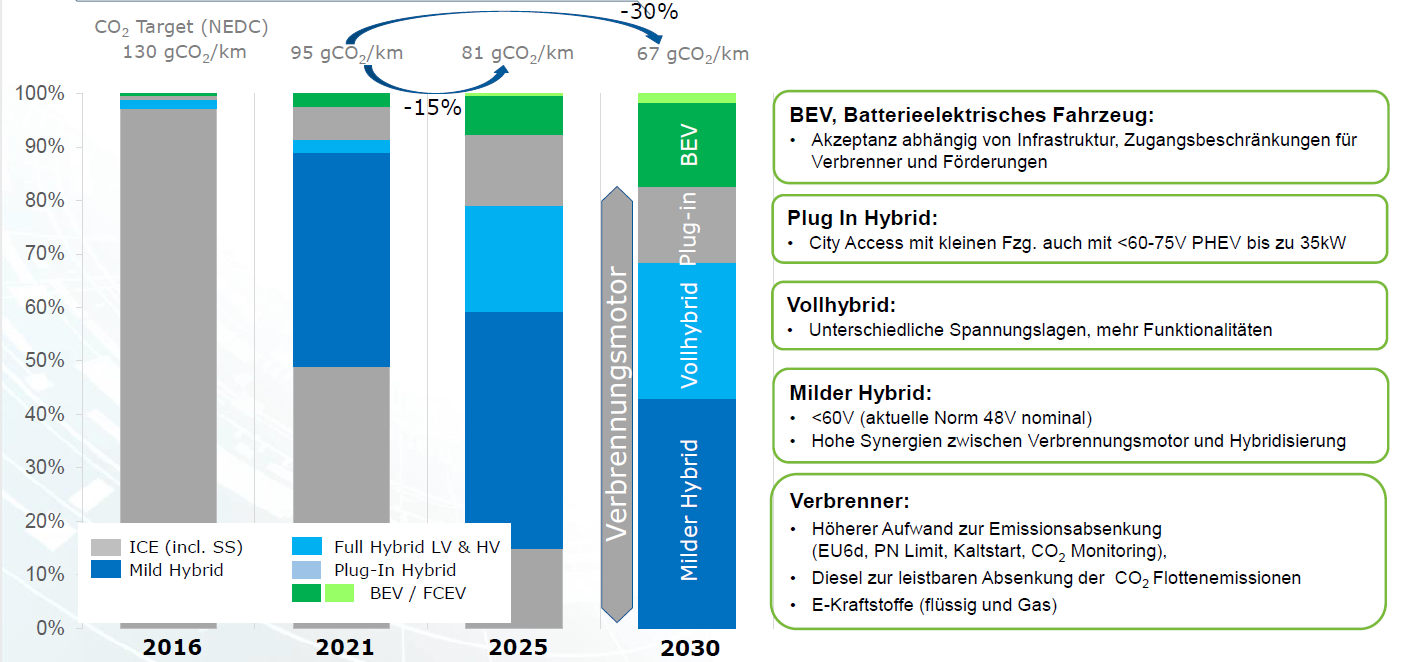 -30%
CO₂ Target (NEDC)
130 gCO₂/km
95 gCO₂/km
81 gCO₂/km
67 gCO₂/km
-15%
100%
90%
80%
70%
60%
50%
40%
30%
20%
10%
0%
ICE (incl. SS)
Mild Hybrid
Full Hybrid LV & HV
Plug-In Hybrid
BEV / FCEV
Verbrennungsmotor
BEV
Plug-in
Vollhybrid
Milder Hybrid
2016
2021
2025
2030
BEV, Batterieelektrisches Fahrzeug:
• Akzeptanz abhängig von Infrastruktur, Zugangsbeschränkungen für
Verbrenner und Förderungen
Plug In Hybrid:
• City Access mit kleinen Fzg. auch mit <60-75V PHEV bis zu 35kW
Vollhybrid:
• Unterschiedliche Spannungslagen, mehr Funktionalitäten
Milder Hybrid:
• <60V (aktuelle Norm 48V nominal)
• Hohe Synergien zwischen Verbrennungsmotor und Hybridisierung
Verbrenner:
• Höherer Aufwand zur Emissionsabsenkung
(EU6d, PN Limit, Kaltstart, CO₂ Monitoring),
• Diesel zur leistbaren Absenkung der CO₂ Flottenemissionen
• E-Kraftstoffe (flüssig und Gas)